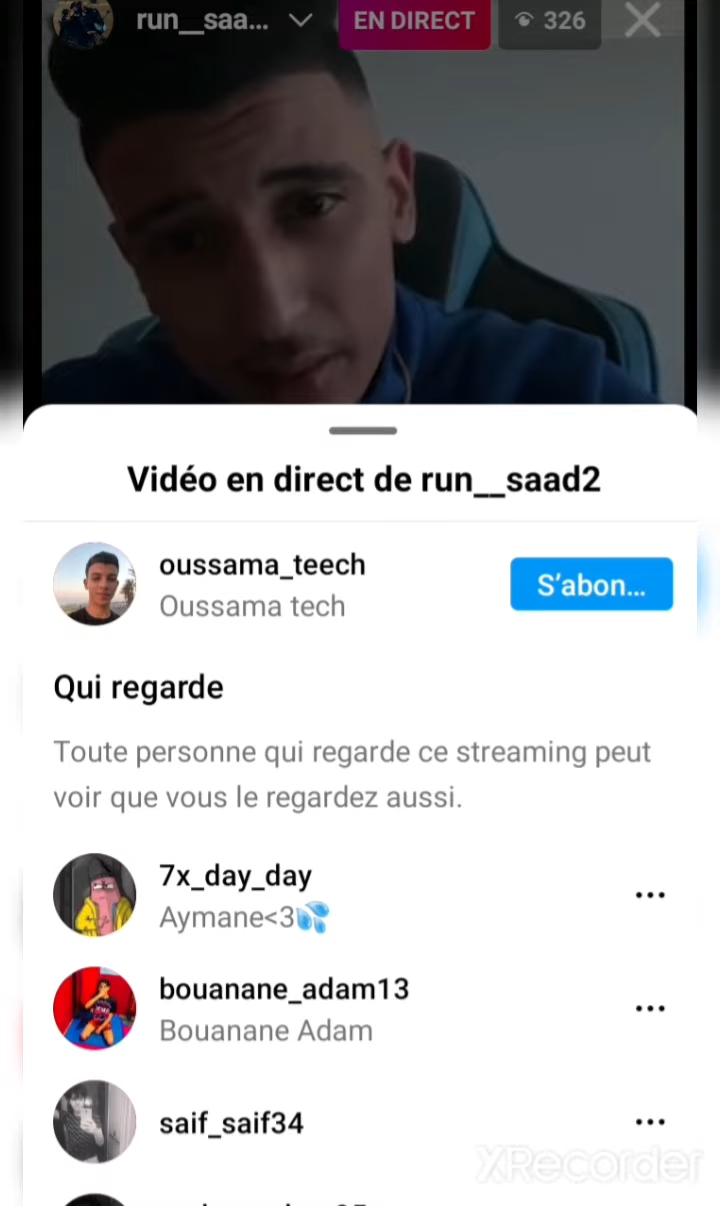 run__saa...
EN DIRECT
326
Vidéo en direct de run__saad2
oussama_teech
Oussama tech
S'abon...
Qui regarde
Toute personne qui regarde ce streaming peut
voir que vous le regardez aussi.
7x_day_day
Aymane<3💦
bouanane_adam13
Bouanane Adam
saif_saif34
XRecorder